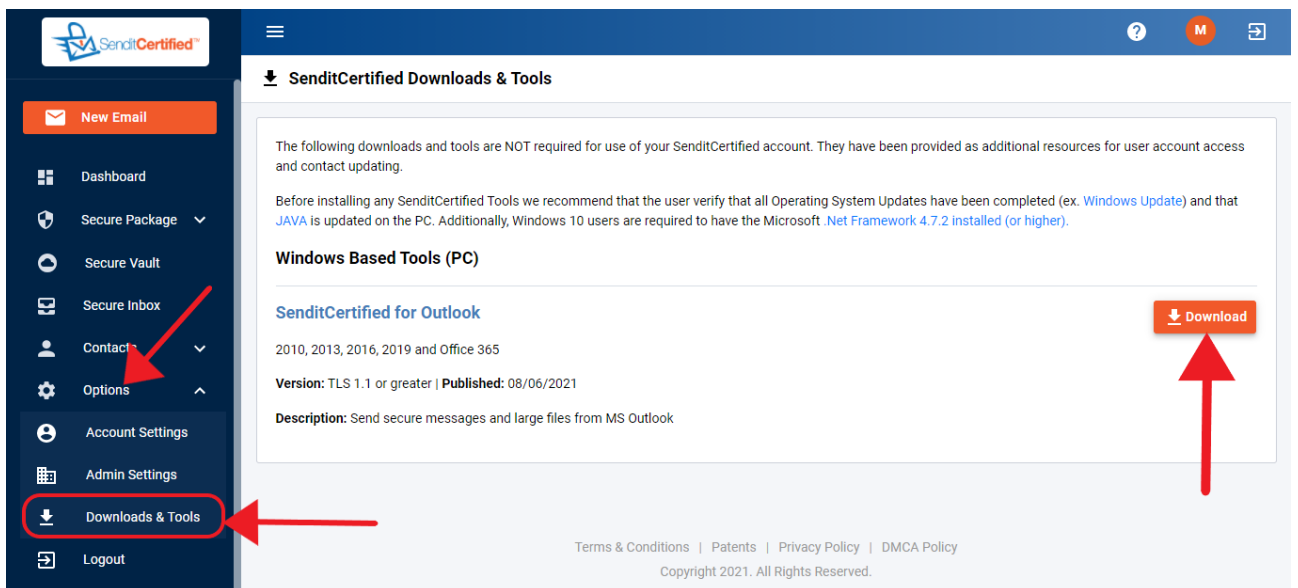 SenditCertified™
New Email
Dashboard
Secure Package
Secure Vault
Secure Inbox
Contacts
Options
Account Settings
Admin Settings
Downloads & Tools
Logout
?
M
SenditCertified Downloads & Tools
The following downloads and tools are NOT required for use of your SenditCertified account. They have been provided as additional resources for user account access
and contact updating.
Before installing any SenditCertified Tools we recommend that the user verify that all Operating System Updates have been completed (ex. Windows Update) and that
JAVA is updated on the PC. Additionally, Windows 10 users are required to have the Microsoft .Net Framework 4.7.2 installed (or higher).
Windows Based Tools (PC)
SenditCertified for Outlook
Download
2010, 2013, 2016, 2019 and Office 365
Version: TLS 1.1 or greater | Published: 08/06/2021
Description: Send secure messages and large files from MS Outlook
Terms & Conditions | Patents | Privacy Policy | DMCA Policy
Copyright 2021. All Rights Reserved.